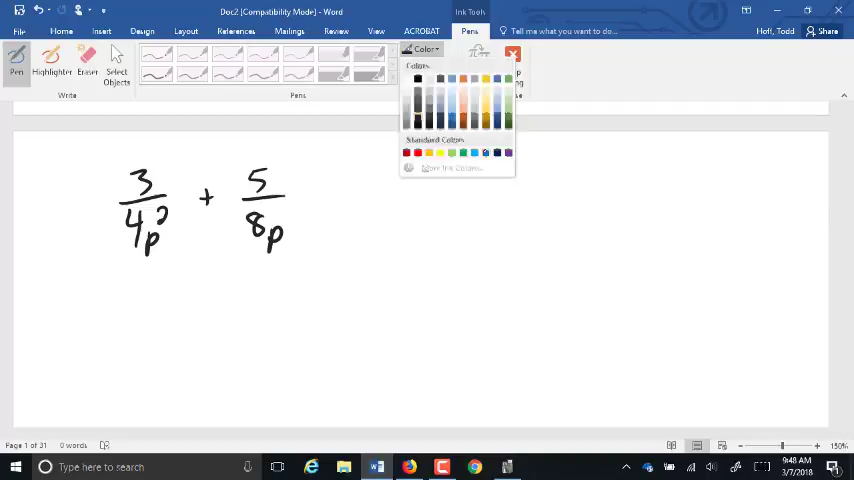 Doc2 [Compatibility Mode] - Word
Ink Tools
File Home Insert Design Layout References Mailings Review View ACROBAT Pens Tell me what you want to do... Hoff, Todd Share
Pen Highlighter Eraser Select Objects
Color
Write Pens
Colors
Standard Colors
More Ink Colors...
3/4p² + 5/8p
Page 1 of 31 0 words 150%
Type here to search
9:48 AM
3/7/2018